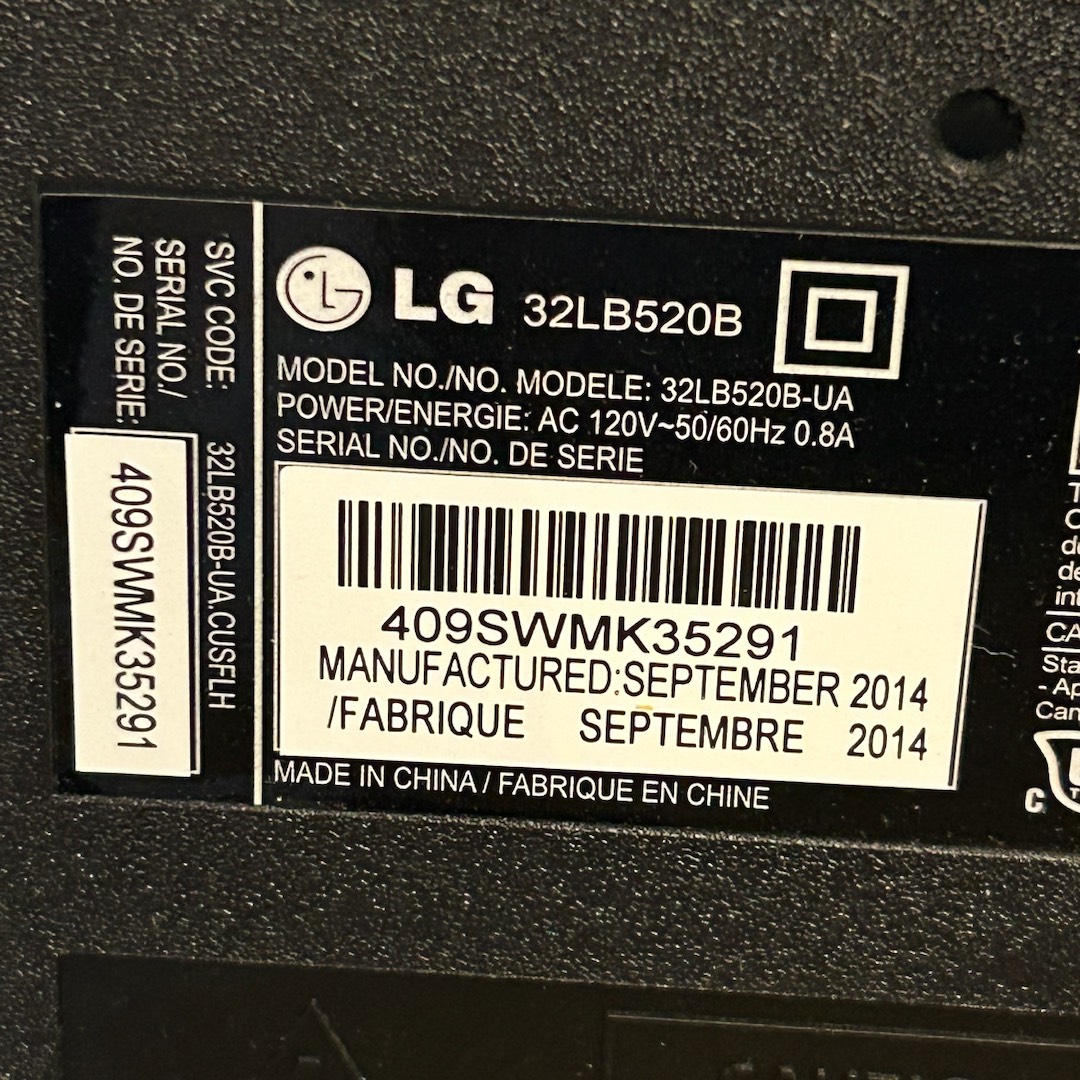 SVC CODE: 32LB520B-UA.CUSFLH
SERIAL NO./
NO. DE SERIE:
409SWMK35291
LG 32LB520B
MODEL NO./NO. MODELE: 32LB520B-UA
POWER/ENERGIE: AC 120V~50/60Hz 0.8A
SERIAL NO./NO. DE SERIE
409SWMK35291
MANUFACTURED:SEPTEMBER 2014
/FABRIQUE SEPTEMBRE 2014
MADE IN CHINA / FABRIQUE EN CHINE
C